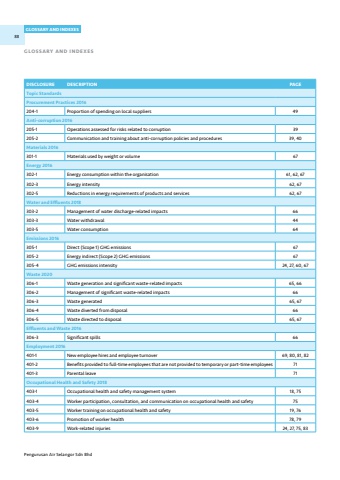 GLOSSARY AND INDEXES
88
GLOSSARY AND INDEXES
DISCLOSURE DESCRIPTION PAGE
Topic Standards
Procurement Practices 2016
204-1 Proportion of spending on local suppliers 49
Anti-corruption 2016
205-1 Operations assessed for risks related to corruption 39
205-2 Communication and training about anti-corruption policies and procedures 39, 40
Materials 2016
301-1 Materials used by weight or volume 67
Energy 2016
302-1 Energy consumption within the organisation 61, 62, 67
302-3 Energy intensity 62, 67
302-5 Reductions in energy requirements of products and services 62, 67
Water and Effluents 2018
303-2 Management of water discharge-related impacts 66
303-3 Water withdrawal 44
303-5 Water consumption 64
Emissions 2016
305-1 Direct (Scope 1) GHG emissions 67
305-2 Energy indirect (Scope 2) GHG emissions 67
305-4 GHG emissions intensity 24, 27, 60, 67
Waste 2020
306-1 Waste generation and significant waste-related impacts 65, 66
306-2 Management of significant waste-related impacts 66
306-3 Waste generated 65, 67
306-4 Waste diverted from disposal 66
306-5 Waste directed to disposal 65, 67
Effluents and Waste 2016
306-3 Significant spills 66
Employment 2016
401-1 New employee hires and employee turnover 69, 80, 81, 82
401-2 Benefits provided to full-time employees that are not provided to temporary or part-time employees 71
401-3 Parental leave 71
Occupational Health and Safety 2018
403-1 Occupational health and safety management system 18, 75
403-4 Worker participation, consultation, and communication on occupational health and safety 75
403-5 Worker training on occupational health and safety 19, 76
403-6 Promotion of worker health 78, 79
403-9 Work-related injuries 24, 27, 75, 83
Pengurusan Air Selangor Sdn Bhd